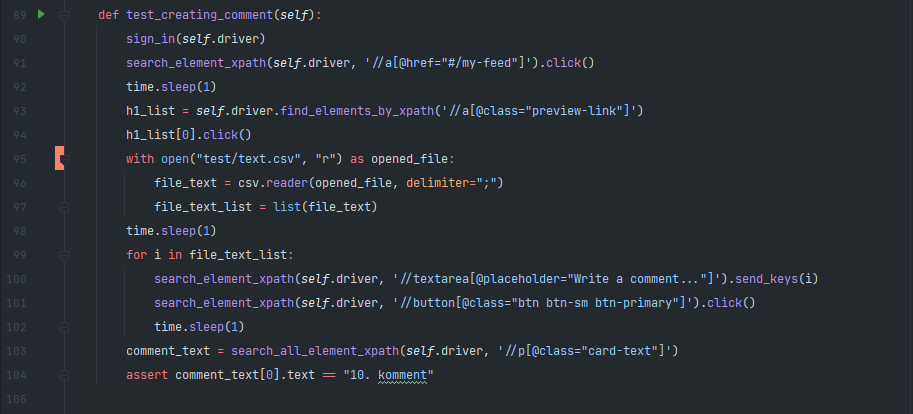 89 def test_creating_comment(self):
90 sign_in(self.driver)
91 search_element_xpath(self.driver, '//a[@href="#/my-feed"]').click()
92 time.sleep(1)
93 h1_list = self.driver.find_elements_by_xpath('//a[@class="preview-link"]')
94 h1_list[0].click()
95 with open("test/text.csv", "r") as opened_file:
96 file_text = csv.reader(opened_file, delimiter=";")
97 file_text_list = list(file_text)
98 time.sleep(1)
99 for i in file_text_list:
100 search_element_xpath(self.driver, '//textarea[@placeholder="Write a comment..."]').send_keys(i)
101 search_element_xpath(self.driver, '//button[@class="btn btn-sm btn-primary"]').click()
102 time.sleep(1)
103 comment_text = search_all_element_xpath(self.driver, '//p[@class="card-text"]')
104 assert comment_text[0].text == "10. komment"
105